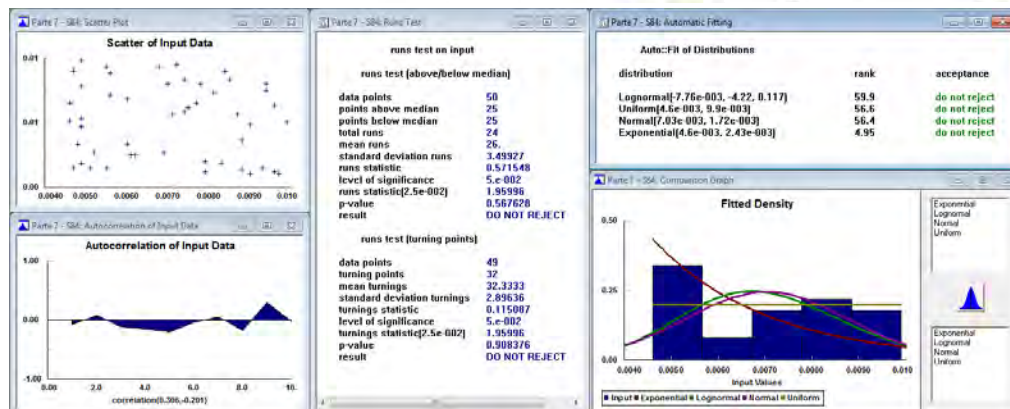 Parte 7 - S84: Scatter Plot
Scatter of Input Data
0.01
0.01
0.00
0.0040 0.0050 0.0060 0.0070 0.0080 0.0090 0.010
Parte 7 - S84: Autocorrelation of Input Data
Autocorrelation of Input Data
1.00
0.00
-1.00
0.00 2.0 4.0 6.0 8.0 10.
correlation(0.306,-0.201)
Parte 7 - S84: Runs Test
runs test on input
runs test (above/below median)
data points 50
points above median 25
points below median 25
total runs 24
mean runs 26.
standard deviation runs 3.49927
runs statistic 0.571548
level of significance 5.e-002
runs statistic(2.5e-002) 1.95996
p-value 0.567628
result DO NOT REJECT
runs test (turning points)
data points 49
turning points 32
mean turnings 32.3333
standard deviation turnings 2.89636
turnings statistic 0.115087
level of significance 5.e-002
turnings statistic(2.5e-002) 1.95996
p-value 0.908376
result DO NOT REJECT
Parte 7 - S84: Automatic Fitting
Auto::Fit of Distributions
distribution rank acceptance
Lognormal(-7.76e-003, -4.22, 0.117) 59.9 do not reject
Uniform(4.6e-003, 9.9e-003) 56.6 do not reject
Normal(7.03e-003, 1.72e-003) 56.4 do not reject
Exponential(4.6e-003, 2.43e-003) 4.95 do not reject
Parte 7 - S84: Comparison Graph
Fitted Density
0.50
0.25
0.00
0.0040 0.0050 0.0060 0.0070 0.0080 0.0090 0.010
Input Values
Input Exponential Lognormal Normal Uniform
Exponential
Lognormal
Normal
Uniform
Exponential
Lognormal
Normal
Uniform